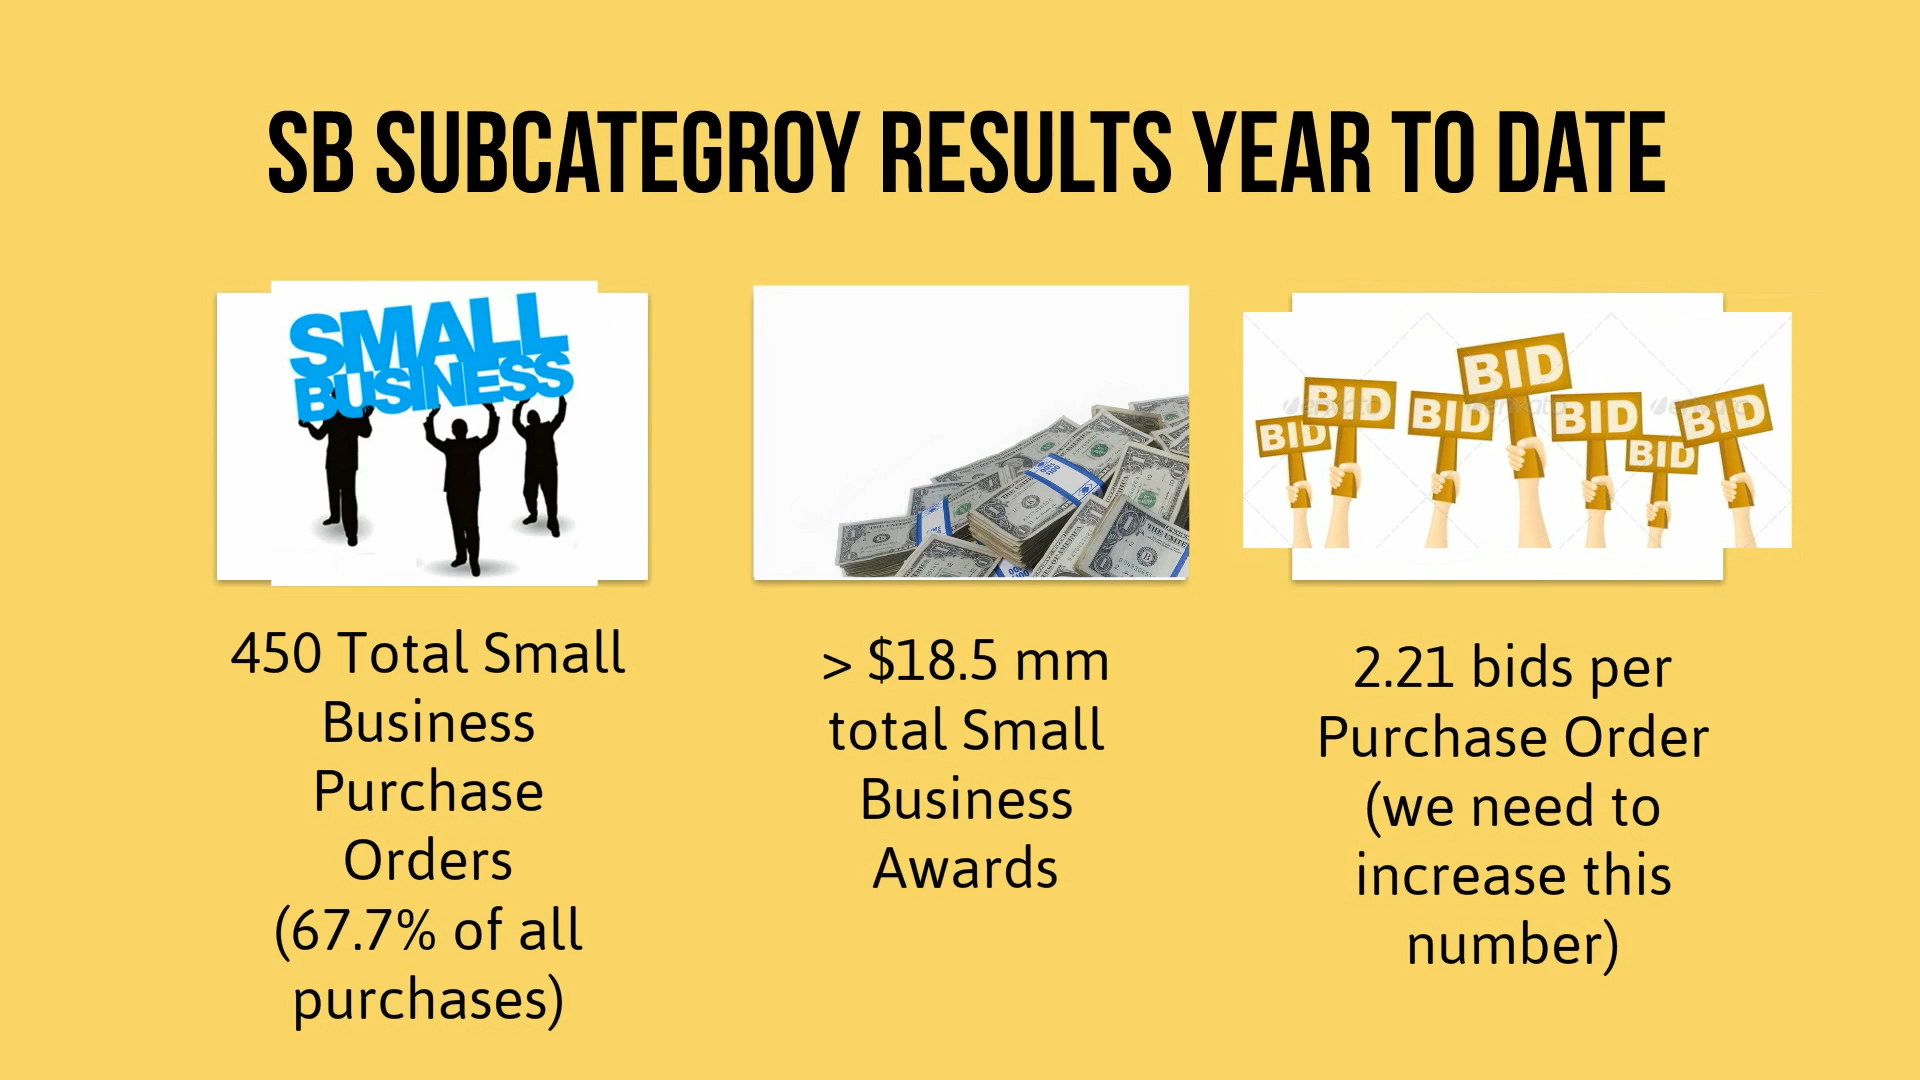 SB SUBCATEGROY RESULTS YEAR TO DATE
SMALL
BUSINESS
BID
BID
BID
BID
BID
BID
BID
450 Total Small
Business
Purchase
Orders
(67.7% of all
purchases)
> $18.5 mm
total Small
Business
Awards
2.21 bids per
Purchase Order
(we need to
increase this
number)